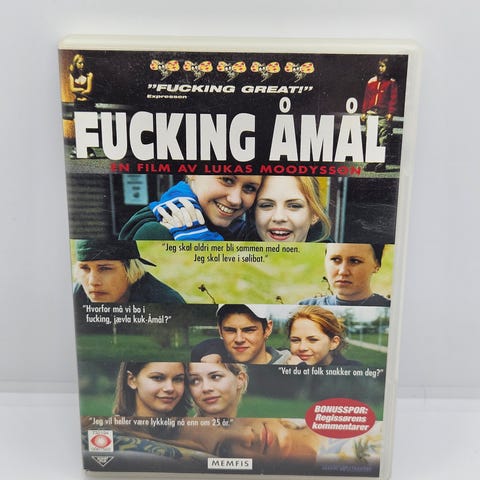 "FUCKING GREAT!"
Expressen
FUCKING ÅMÅL
EN FILM AV LUKAS MOODYSSON
"Jeg skal aldri mer bli sammen med noen.
Jeg skal leve i sølibat."
"Hvorfor må vi bo i
fucking, jævla kuk-Åmål?"
"Vet du at folk snakker om deg?"
"Jeg vil heller være lykkelig nå enn om 25 år."
BONUSSPOR:
Regissørens
kommentarer
MEMFIS